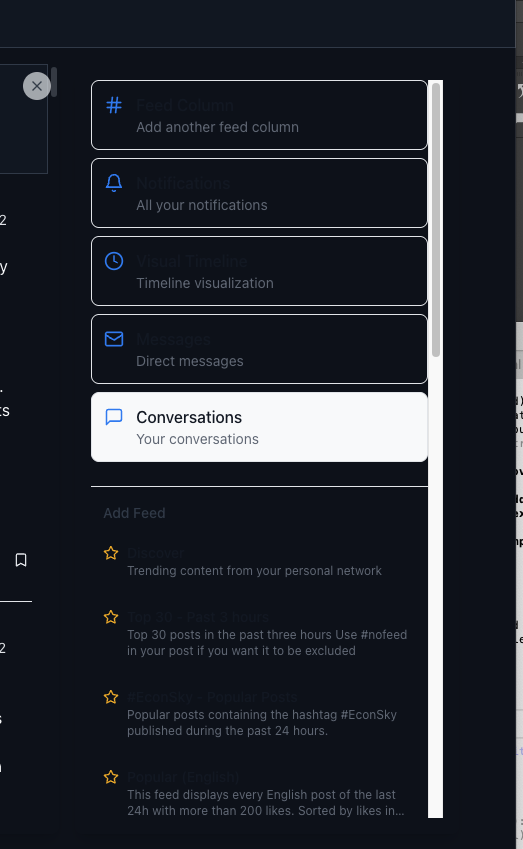 Feed Column
Add another feed column
Notifications
All your notifications
Visual Timeline
Timeline visualization
Messages
Direct messages
Conversations
Your conversations
Add Feed
Discover
Trending content from your personal network
Top 30 - Past 3 hours
Top 30 posts in the past three hours Use #nofeed
in your post if you want it to be excluded
#EconSky - Popular Posts
Popular posts containing the hashtag #EconSky
published during the past 24 hours.
Popular (English)
This feed displays every English post of the last
24h with more than 200 likes. Sorted by likes in...